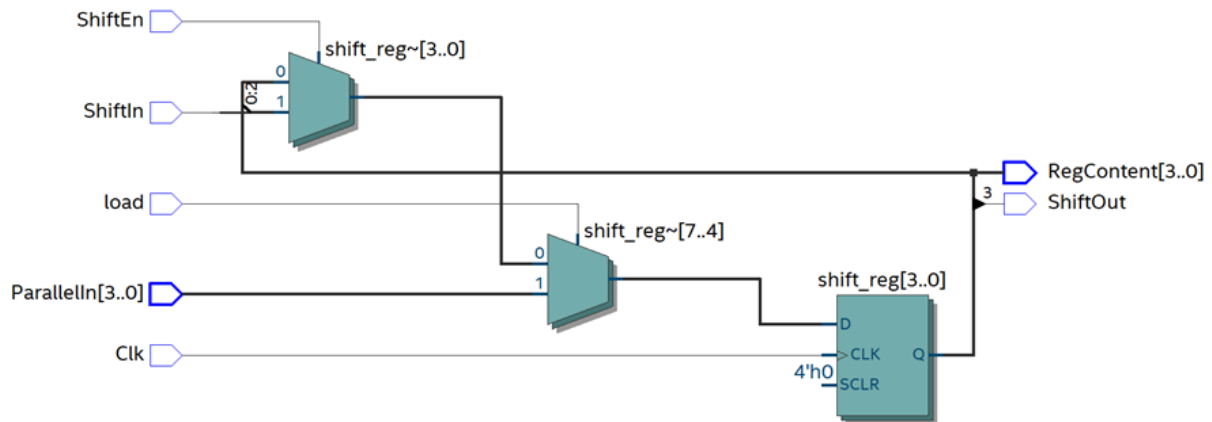 ShiftEn
shift_reg~[3..0]
0
0:2
ShiftIn
1
RegContent[3..0]
load
3
ShiftOut
shift_reg~[7..4]
0
shift_reg[3..0]
ParallelIn[3..0]
1
D
Clk
CLK
Q
4'h0
SCLR